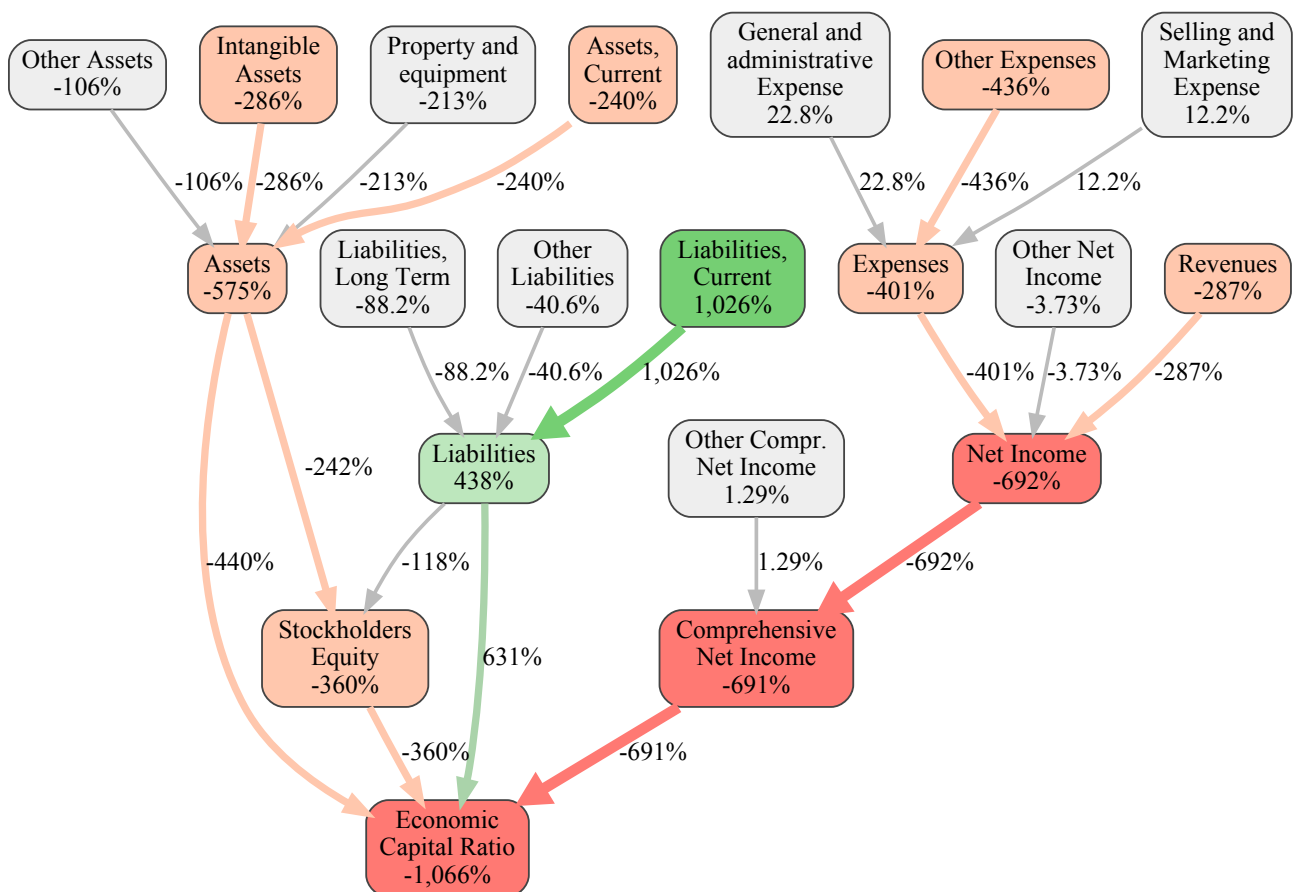 Other Assets
-106%
Intangible
Assets
-286%
Property and
equipment
-213%
Assets,
Current
-240%
General and
administrative
Expense
22.8%
Other Expenses
-436%
Selling and
Marketing
Expense
12.2%
-106%
-286%
-213%
-240%
22.8%
-436%
12.2%
Assets
-575%
Liabilities,
Long Term
-88.2%
Other
Liabilities
-40.6%
Liabilities,
Current
1,026%
Expenses
-401%
Other Net
Income
-3.73%
Revenues
-287%
-88.2%
-40.6%
1,026%
-401%
-3.73%
-287%
-242%
Liabilities
438%
Other Compr.
Net Income
1.29%
Net Income
-692%
-440%
-118%
1.29%
-692%
Stockholders
Equity
-360%
631%
Comprehensive
Net Income
-691%
-360%
-691%
Economic
Capital Ratio
-1,066%